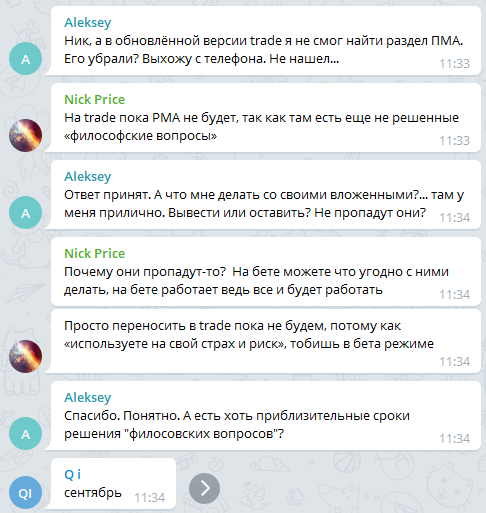 Aleksey
Ник, а в обновлённой версии trade я не смог найти раздел ПМА.
Его убрали? Выхожу с телефона. Не нашел...
11:33
Nick Price
На trade пока PMA не будет, так как там есть еще не решенные
«философские вопросы»
11:33
Aleksey
Ответ принят. А что мне делать со своими вложенными?... там у
меня прилично. Вывести или оставить? Не пропадут они?
11:34
Nick Price
Почему они пропадут-то? На бете можете что угодно с ними
делать, на бете работает ведь все и будет работать
11:34
Просто переносить в trade пока не будем, потому как
«используете на свой страх и риск», тобишь в бета режиме
11:34
Aleksey
Спасибо. Понятно. А есть хоть приблизительные сроки
решения "филосовских вопросов"?
11:34
Q i
сентябрь
11:34
A
A
A
QI